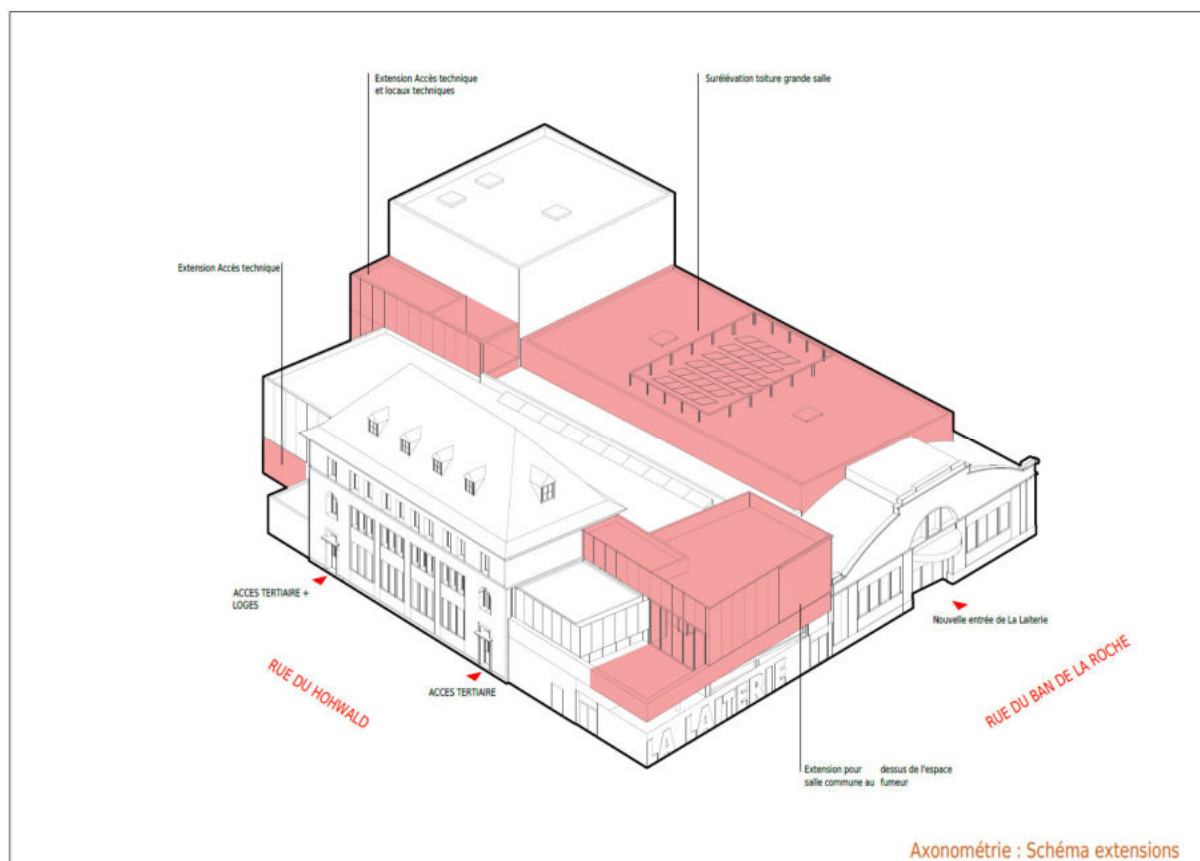 Extension Accès technique
et locaux techniques
Surélévation toiture grande salle
Extension Accès technique
ACCES TERTIAIRE +
LOGES
Nouvelle entrée de La Laiterie
RUE DU HOHWALD
ACCES TERTIAIRE
RUE DU BAN DE LA ROCHE
LA LAITERIE
Extension pour dessus de l'espace
salle commune au fumeur
Axonométrie : Schéma extensions